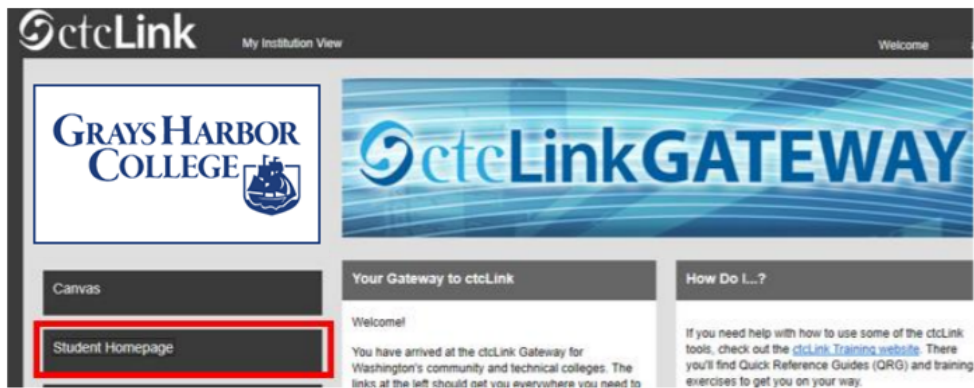 ctcLink
My Institution View
Welcome
GRAYS HARBOR
COLLEGE
ctcLinkGATEWAY
Canvas
Student Homepage
Your Gateway to ctcLink
Welcome!
You have arrived at the ctcLink Gateway for
Washington's community and technical colleges. The
links at the left should get you everywhere you need to
How Do I...?
If you need help with how to use some of the ctcLink
tools, check out the ctcLink Training website. There
you'll find Quick Reference Guides (QRG) and training
exercises to get you on your way.